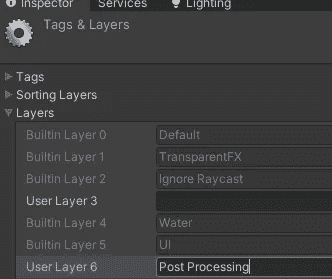 Inspector Services Lighting
Tags & Layers
Tags
Sorting Layers
Layers
Builtin Layer 0 Default
Builtin Layer 1 TransparentFX
Builtin Layer 2 Ignore Raycast
User Layer 3
Builtin Layer 4 Water
Builtin Layer 5 UI
User Layer 6 Post Processing